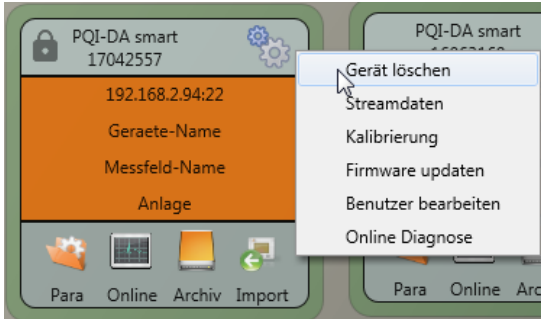 PQI-DA smart
17042557
192.168.2.94:22
Geraete-Name
Messfeld-Name
Anlage
Para Online Archiv Import
PQI-DA smart
Gerät löschen
Streamdaten
Kalibrierung
Firmware updaten
Benutzer bearbeiten
Online Diagnose
Para Online